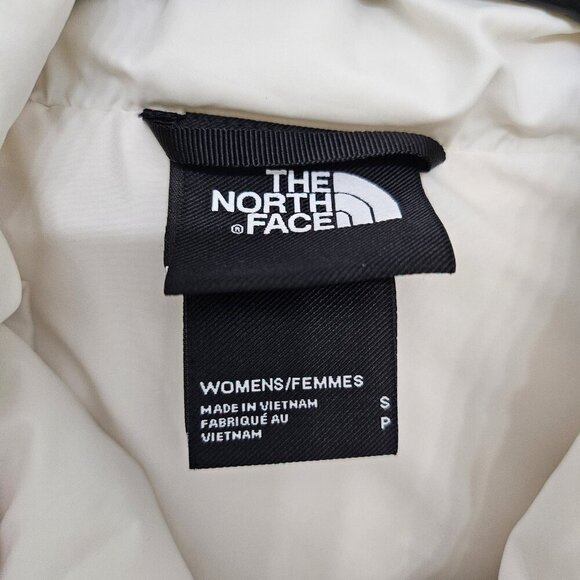 THE
NORTH
® FACE
WOMENS/FEMMES
MADE IN VIETNAM S
FABRIQUÉ AU P
VIETNAM